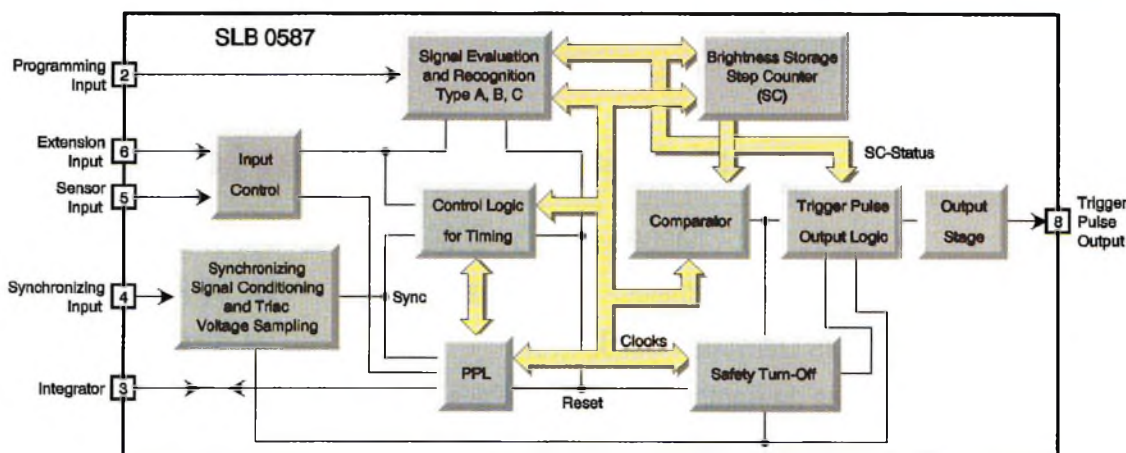 SLB 0587
Programming
Input
2
Signal Evaluation
and Recognition
Type A, B, C
Brightness Storage
Step Counter
(SC)
Extension
Input
6
Sensor
Input
5
Input
Control
SC-Status
Control Logic
for Timing
Comparator
Trigger Pulse
Output Logic
Output
Stage
8
Trigger
Pulse
Output
Synchronizing
Input
4
Synchronizing
Signal Conditioning
and Triac
Voltage Sampling
Sync
Clocks
Integrator
3
PPL
Safety Turn-Off
Reset